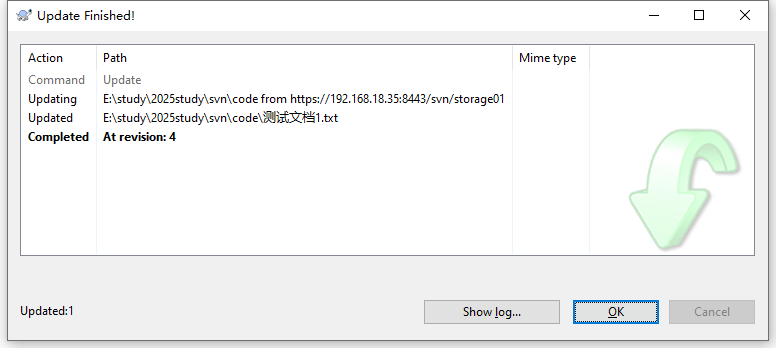 Update Finished!
Action Path Mime type
Command Update
Updating E:\study\2025study\svn\code from https://192.168.18.35:8443/svn/storage01
Updated E:\study\2025study\svn\code\测试文档1.txt
Completed At revision: 4
Updated:1
Show log... OK Cancel